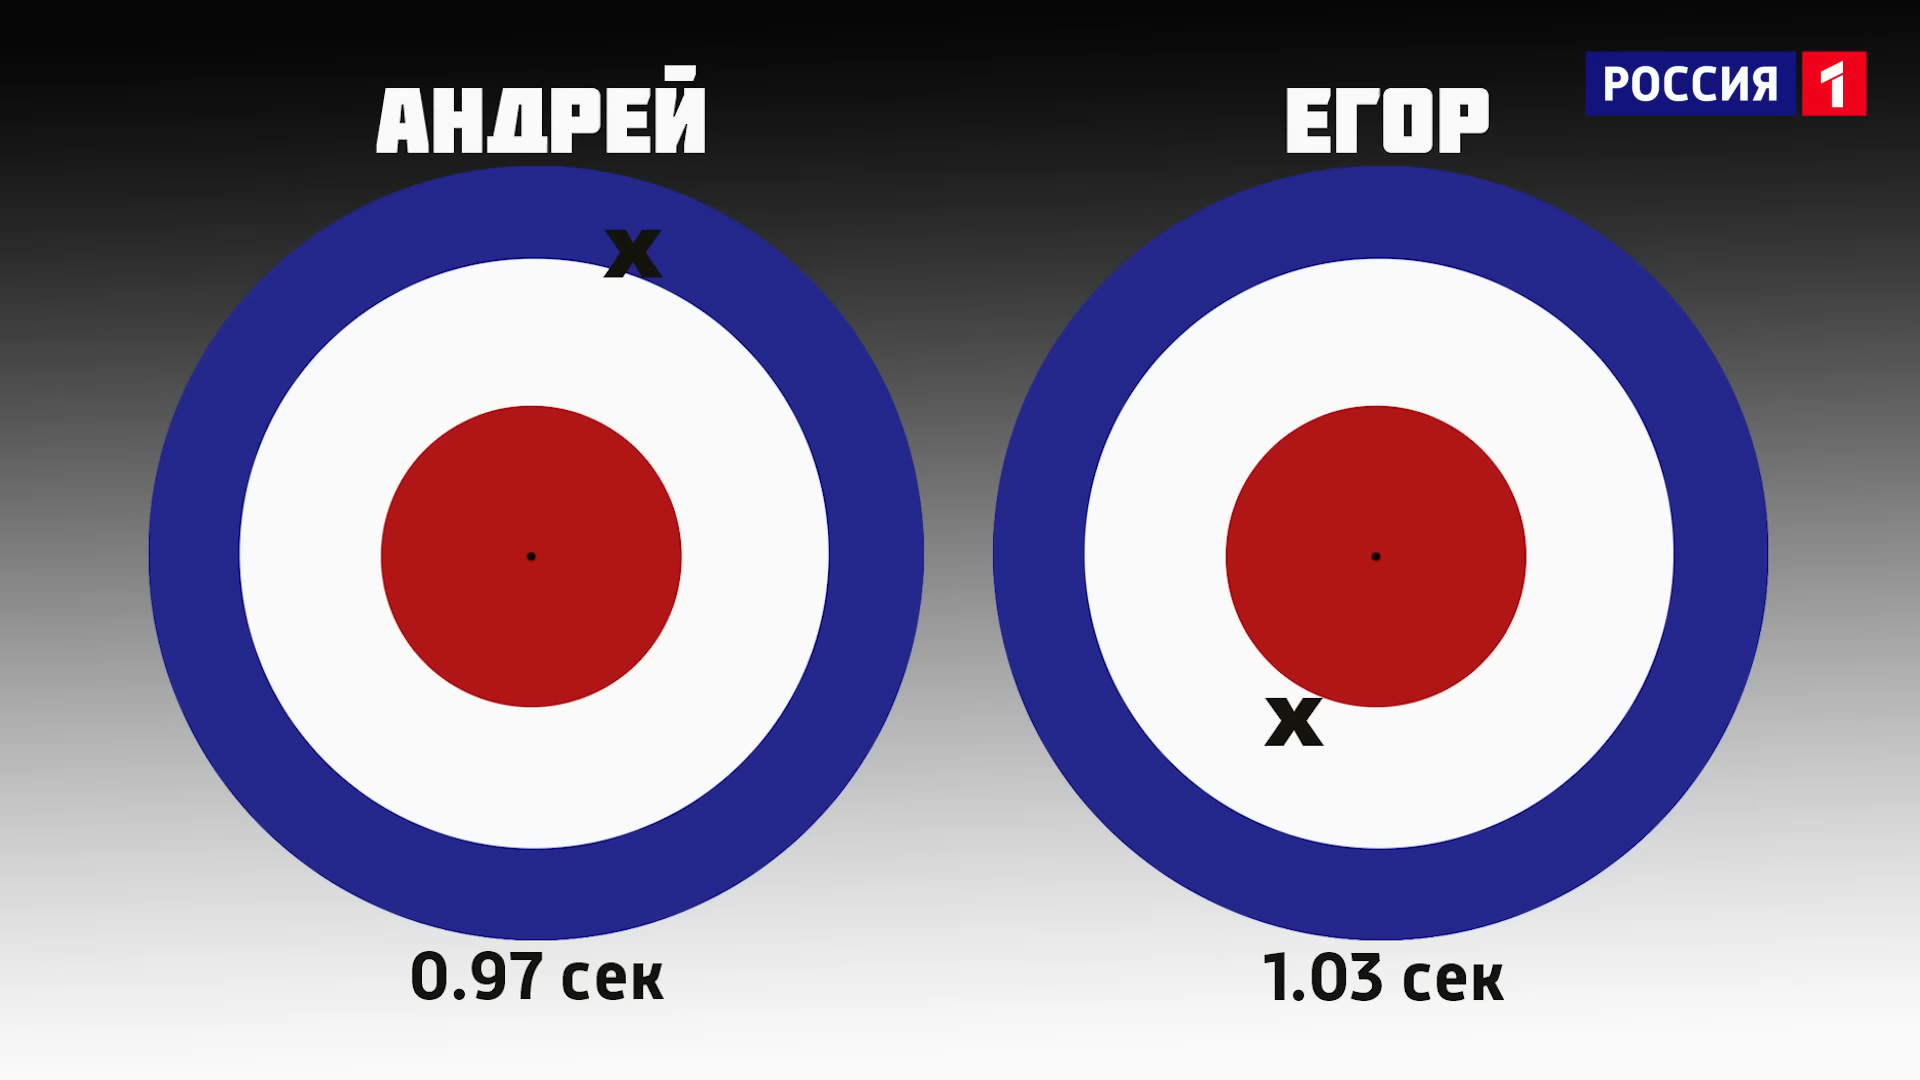 АНДРЕЙ
ЕГОР
РОССИЯ 1
х
х
0.97 сек
1.03 сек